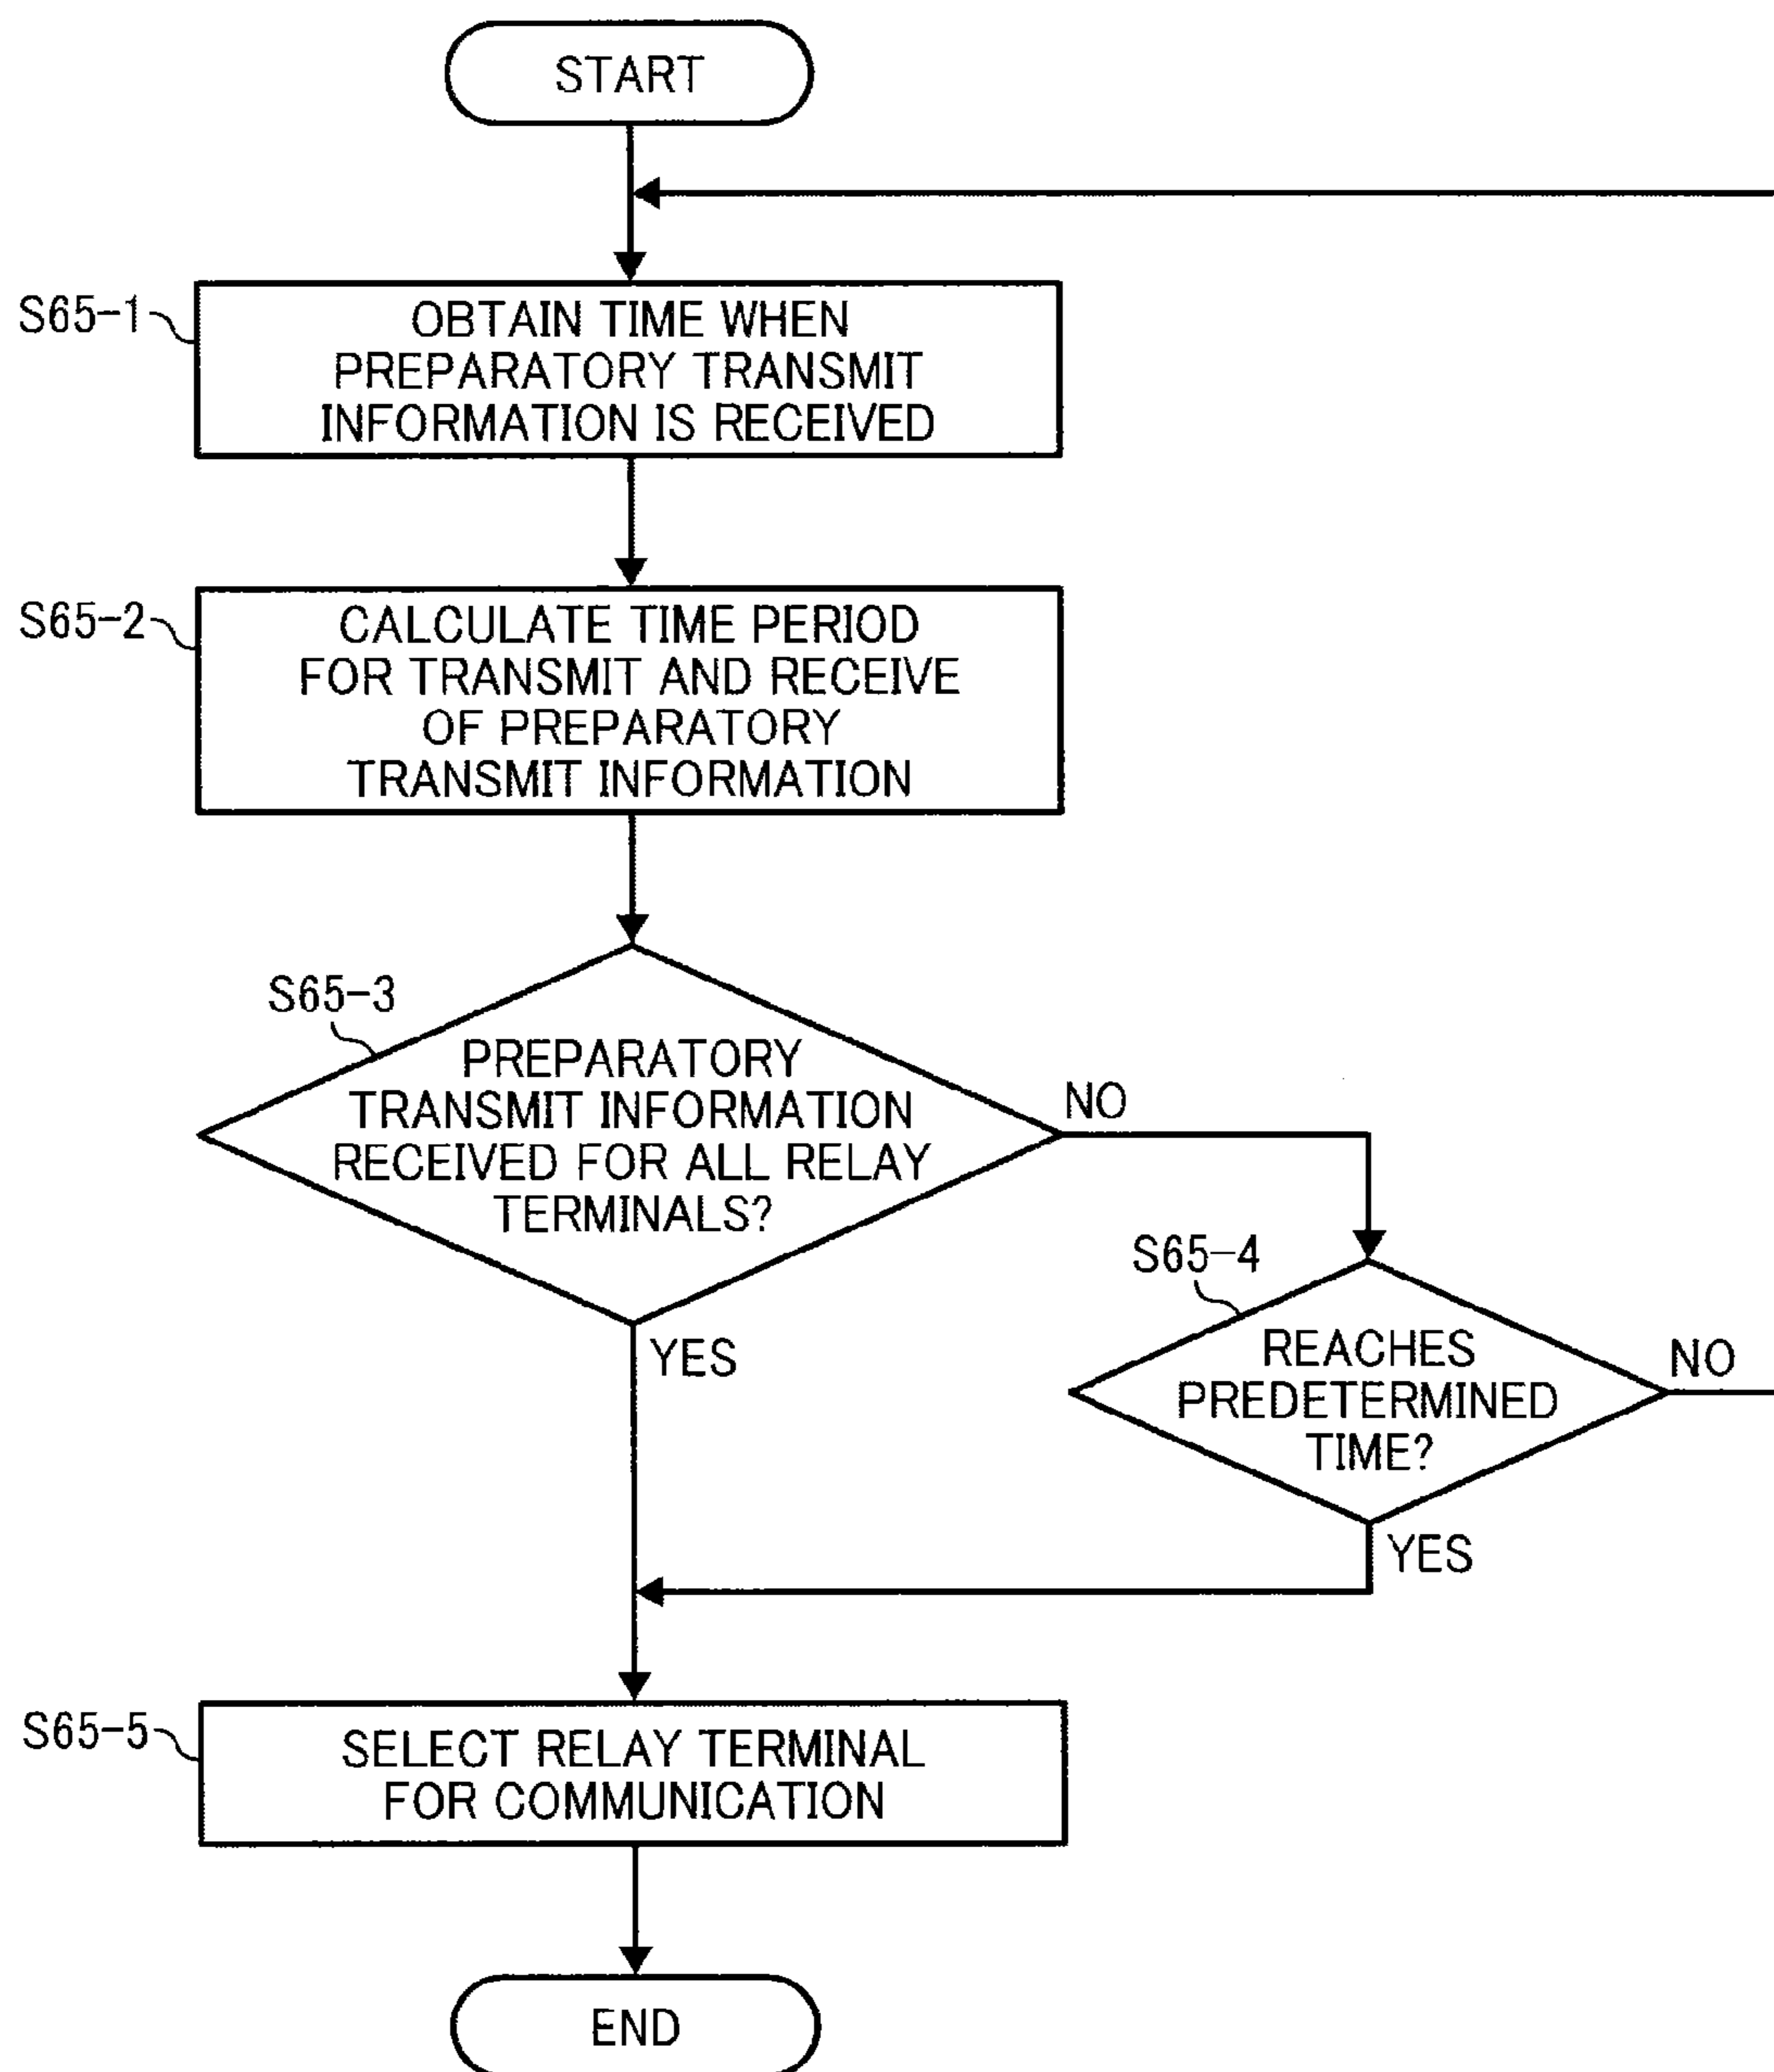 START
S65-1
OBTAIN TIME WHEN
PREPARATORY TRANSMIT
INFORMATION IS RECEIVED
S65-2
CALCULATE TIME PERIOD
FOR TRANSMIT AND RECEIVE
OF PREPARATORY
TRANSMIT INFORMATION
S65-3
PREPARATORY
TRANSMIT INFORMATION
RECEIVED FOR ALL RELAY
TERMINALS?
NO
YES
S65-4
REACHES
PREDETERMINED
TIME?
NO
YES
S65-5
SELECT RELAY TERMINAL
FOR COMMUNICATION
END